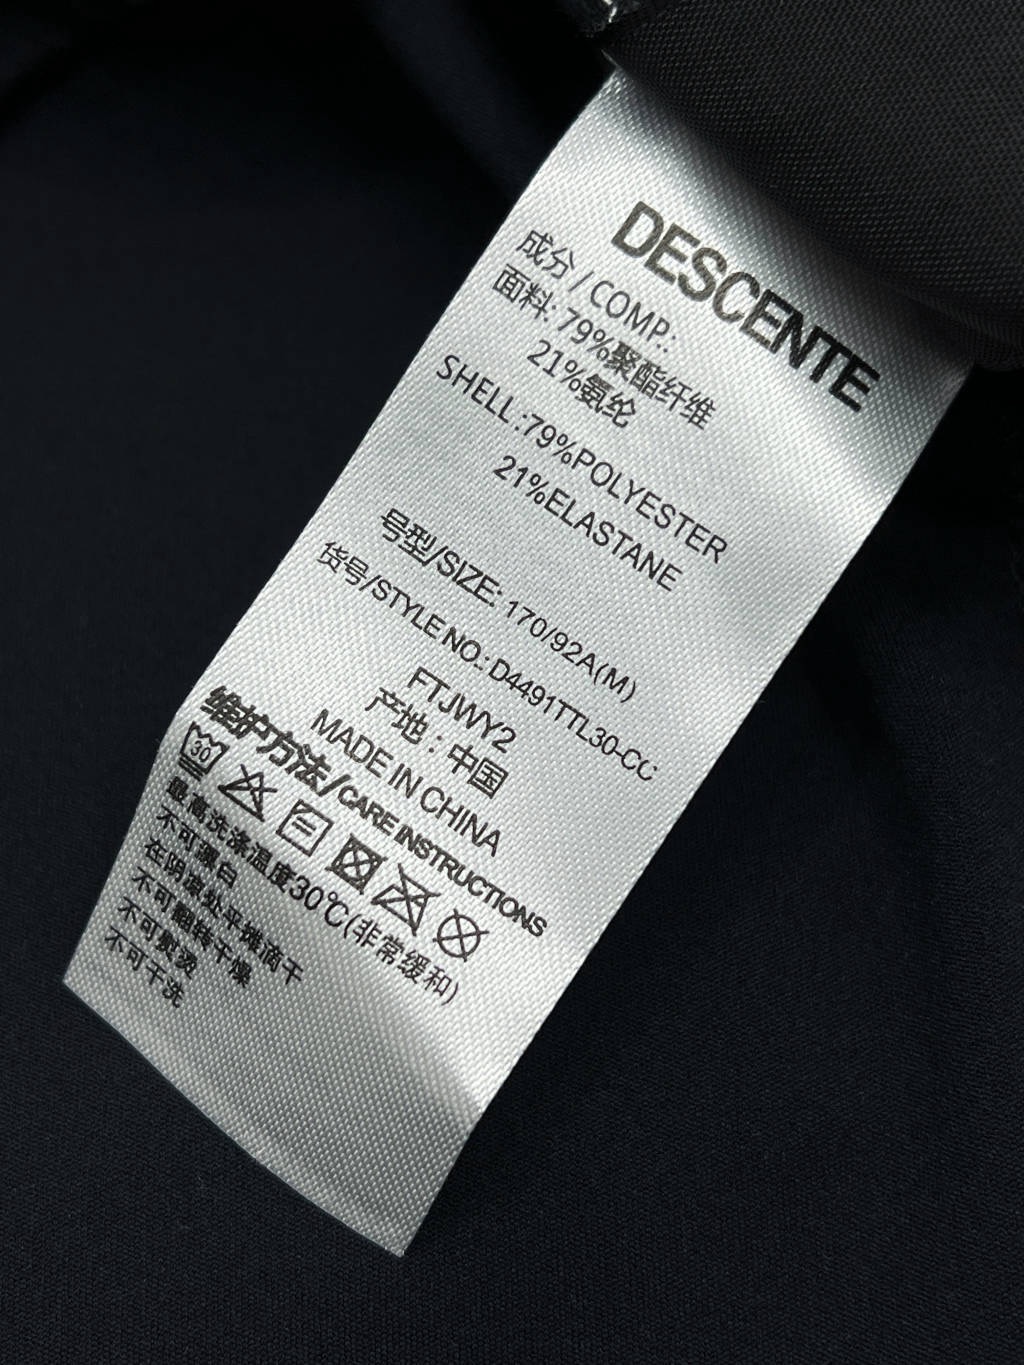 DESCENTE
成分/COMP.:
面料: 79%聚酯纤维
21%氨纶
SHELL:79%POLYESTER
21%ELASTANE
号型/SIZE: 170/92A(M)
货号/STYLE NO.: D4491TTL30-CC
FTJWY2
产地:中国
MADE IN CHINA
维护方法/CARE INSTRUCTIONS
30
最高洗涤温度30℃(非常缓和)
不可漂白
在阴凉处平摊滴干
不可翻转干燥
不可熨烫
不可干洗